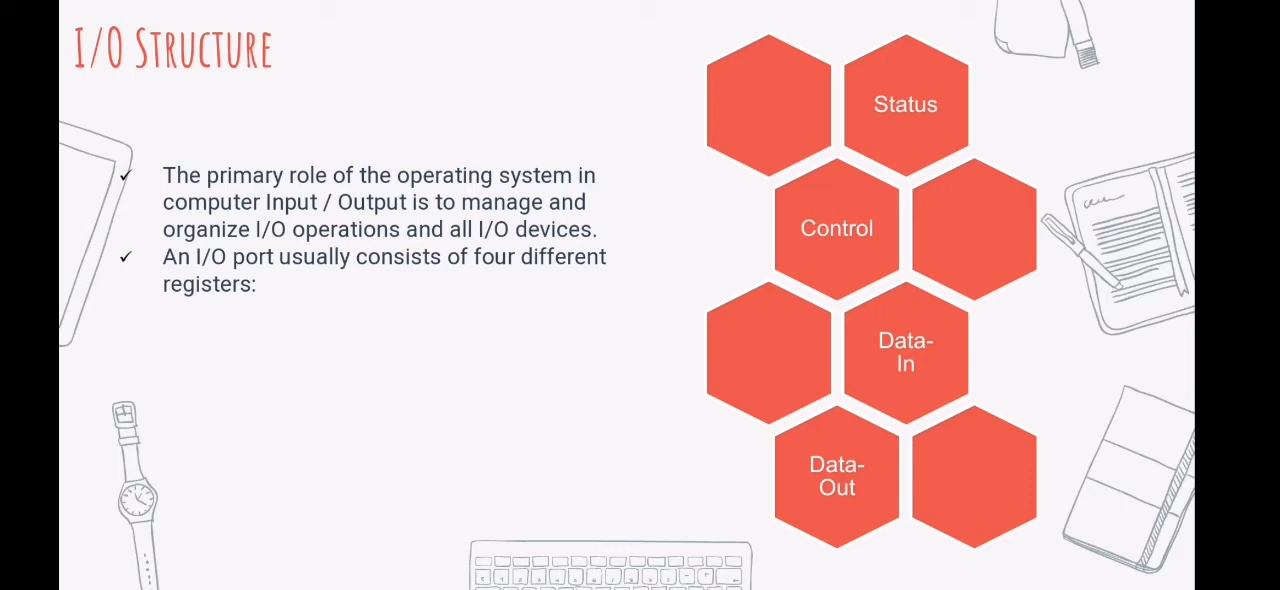 I/O Structure
✓ The primary role of the operating system in
computer Input / Output is to manage and
organize I/O operations and all I/O devices.
✓ An I/O port usually consists of four different
registers:
Status
Control
Data-
In
Data-
Out